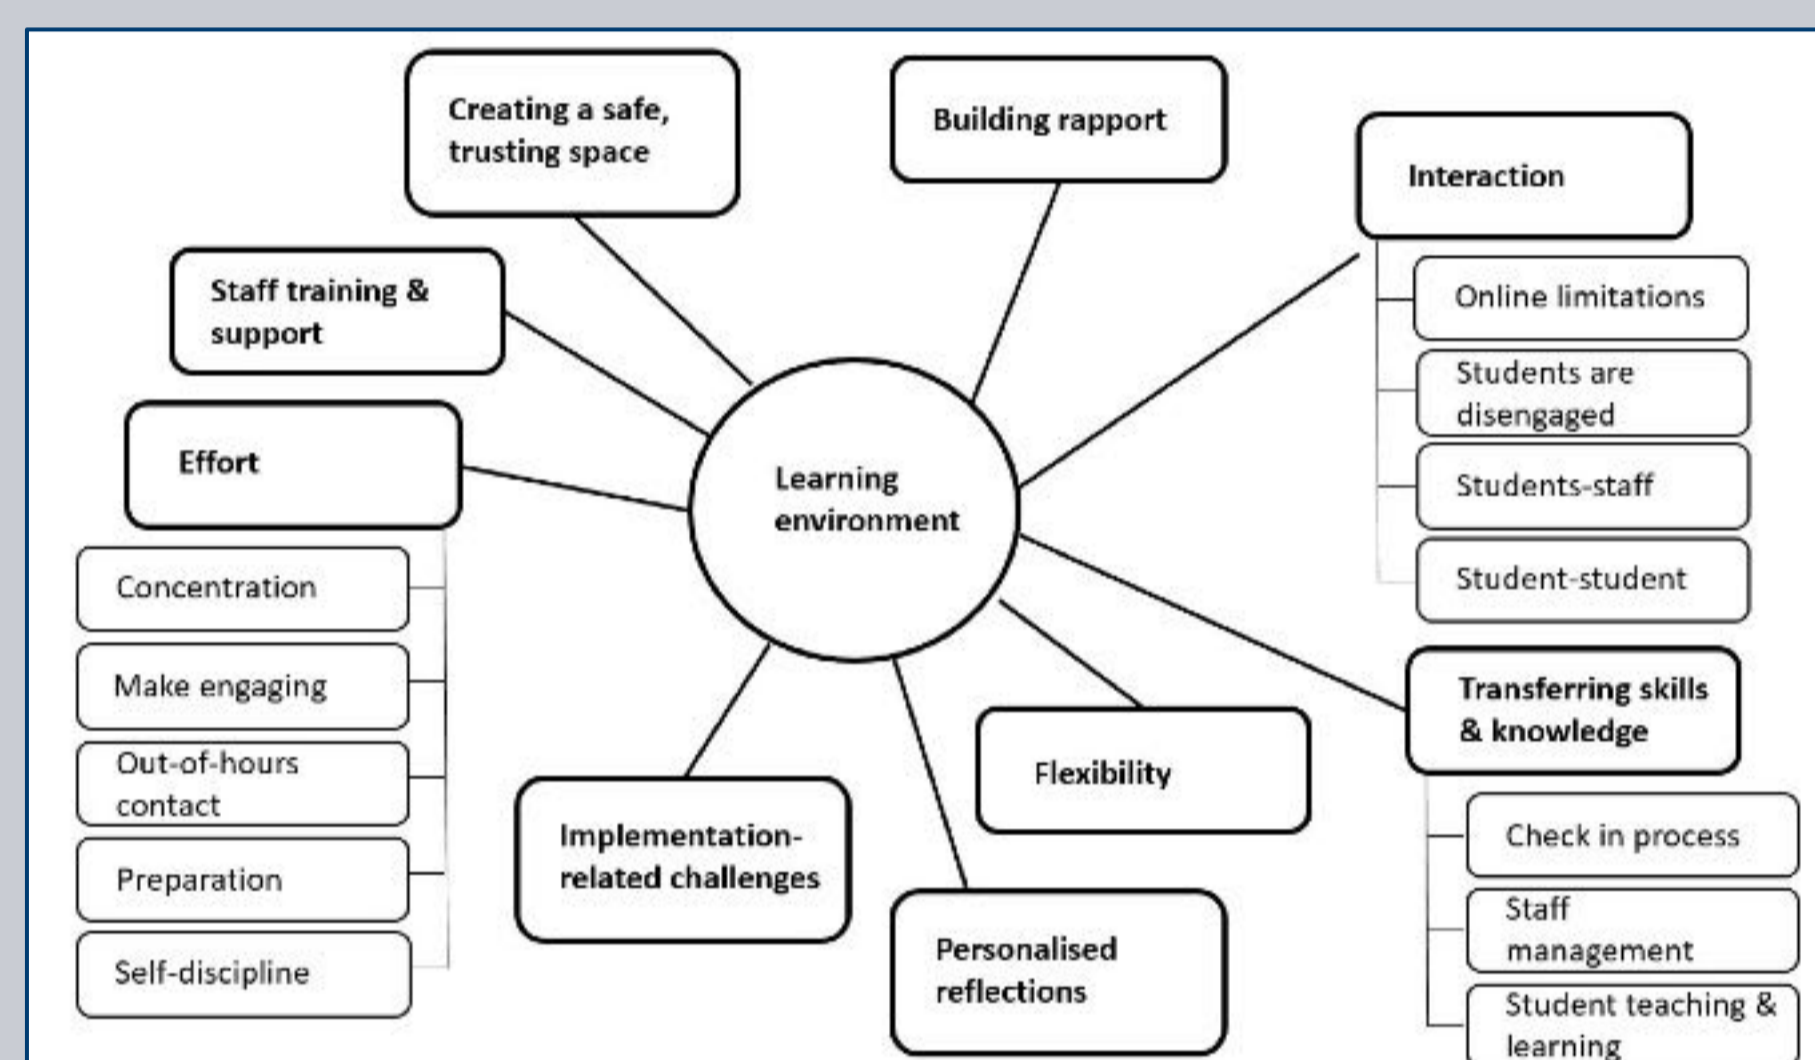 Creating a safe,
trusting space
Building rapport
Interaction
Online limitations
Students are
disengaged
Students-staff
Student-student
Staff training &
support
Effort
Concentration
Make engaging
Out-of-hours
contact
Preparation
Self-discipline
Learning
environment
Transferring skills
& knowledge
Check in process
Staff
management
Student teaching &
learning
Flexibility
Implementation-
related challenges
Personalised
reflections